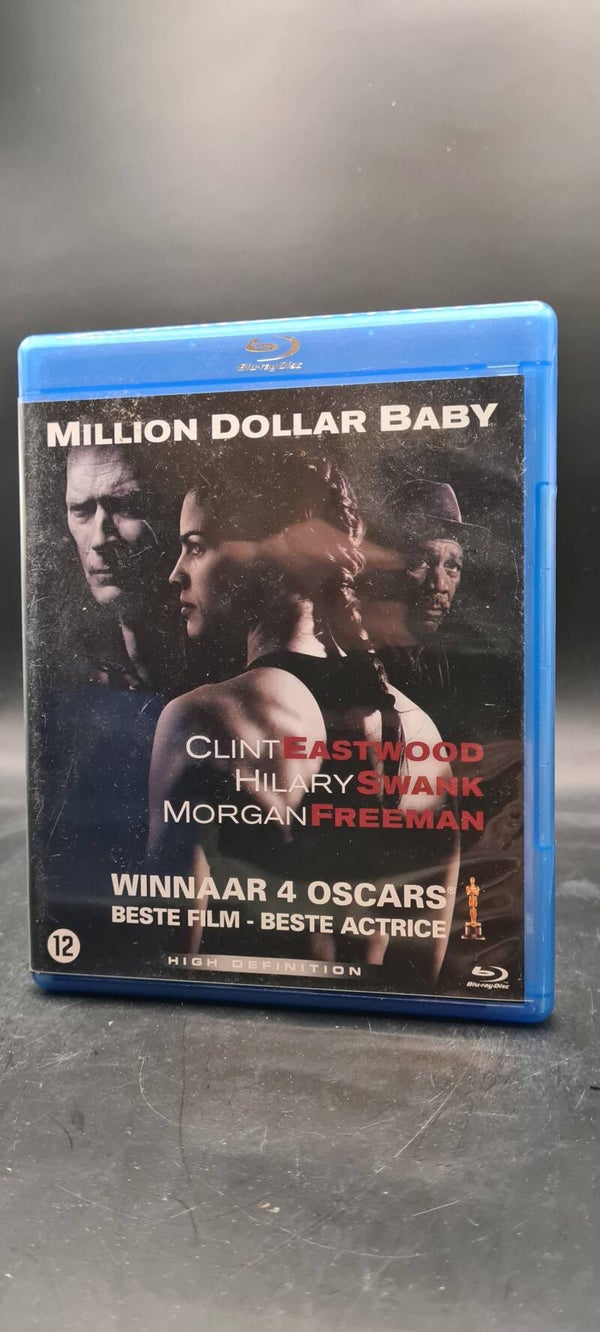 Blu-ray Disc
MILLION DOLLAR BABY
CLINT EASTWOOD
HILARY SWANK
MORGAN FREEMAN
WINNAAR 4 OSCARS®
BESTE FILM - BESTE ACTRICE
12
HIGH DEFINITION
Blu-ray Disc